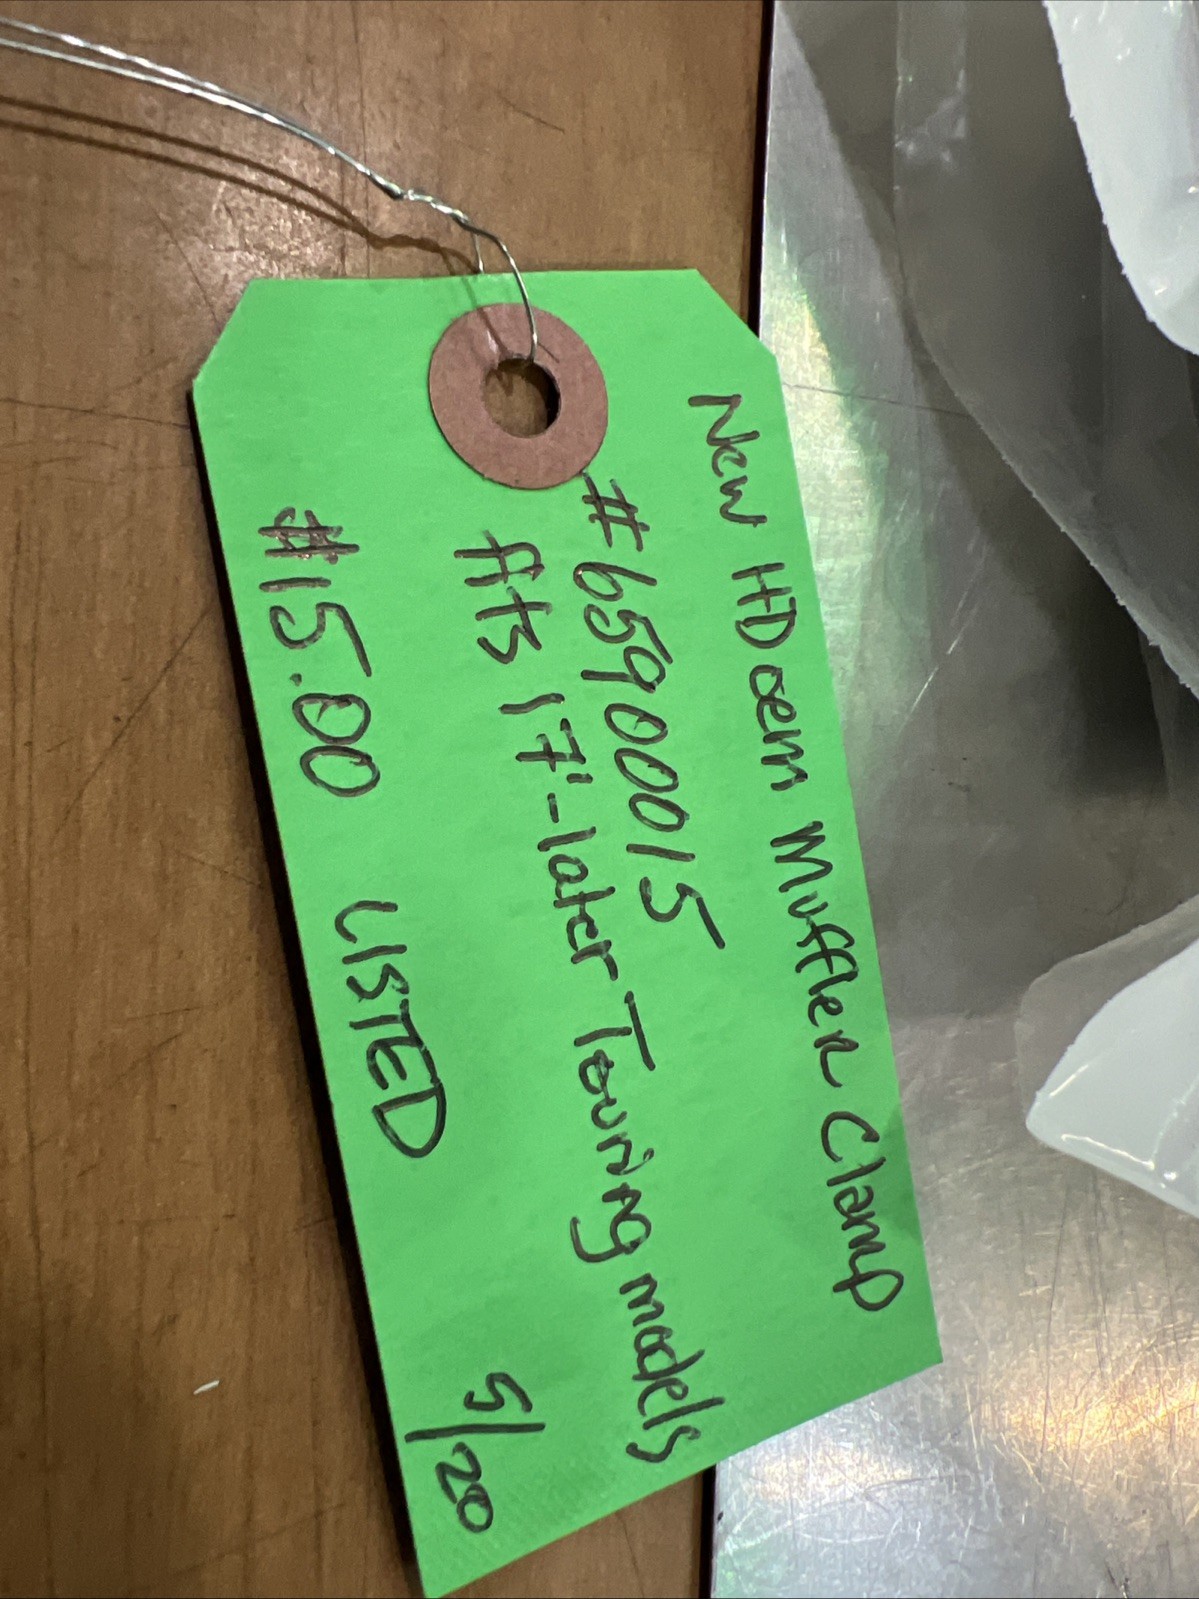 New HD oem Muffler Clamp
#65900015
fits 17'-later Touring models
$15.00 LISTED 5/20